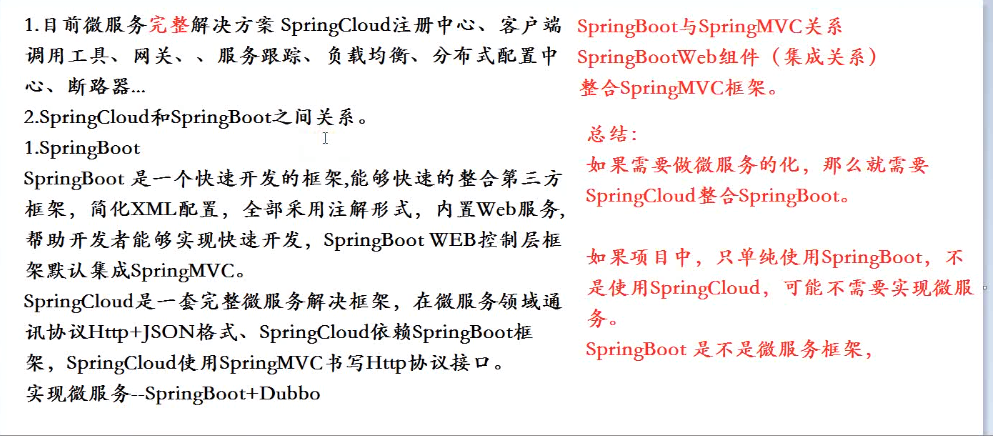 1.目前微服务完整解决方案 SpringCloud注册中心、客户端
调用工具、网关、、服务跟踪、负载均衡、分布式配置中
心、断路器...
2.SpringCloud和SpringBoot之间关系。
1.SpringBoot
SpringBoot 是一个快速开发的框架,能够快速的整合第三方
框架，简化XML配置，全部采用注解形式，内置Web服务,
帮助开发者能够实现快速开发，SpringBoot WEB控制层框
架默认集成SpringMVC。
SpringCloud是一套完整微服务解决框架，在微服务领域通
讯协议Http+JSON格式、SpringCloud依赖SpringBoot框
架，SpringCloud使用SpringMVC书写Http协议接口。
实现微服务--SpringBoot+Dubbo
SpringBoot与SpringMVC关系
SpringBootWeb组件（集成关系）
整合SpringMVC框架。
总结：
如果需要做微服务的化，那么就需要
SpringCloud整合SpringBoot。
如果项目中，只单纯使用SpringBoot，不
是使用SpringCloud，可能不需要实现微服
务。
SpringBoot 是不是微服务框架，